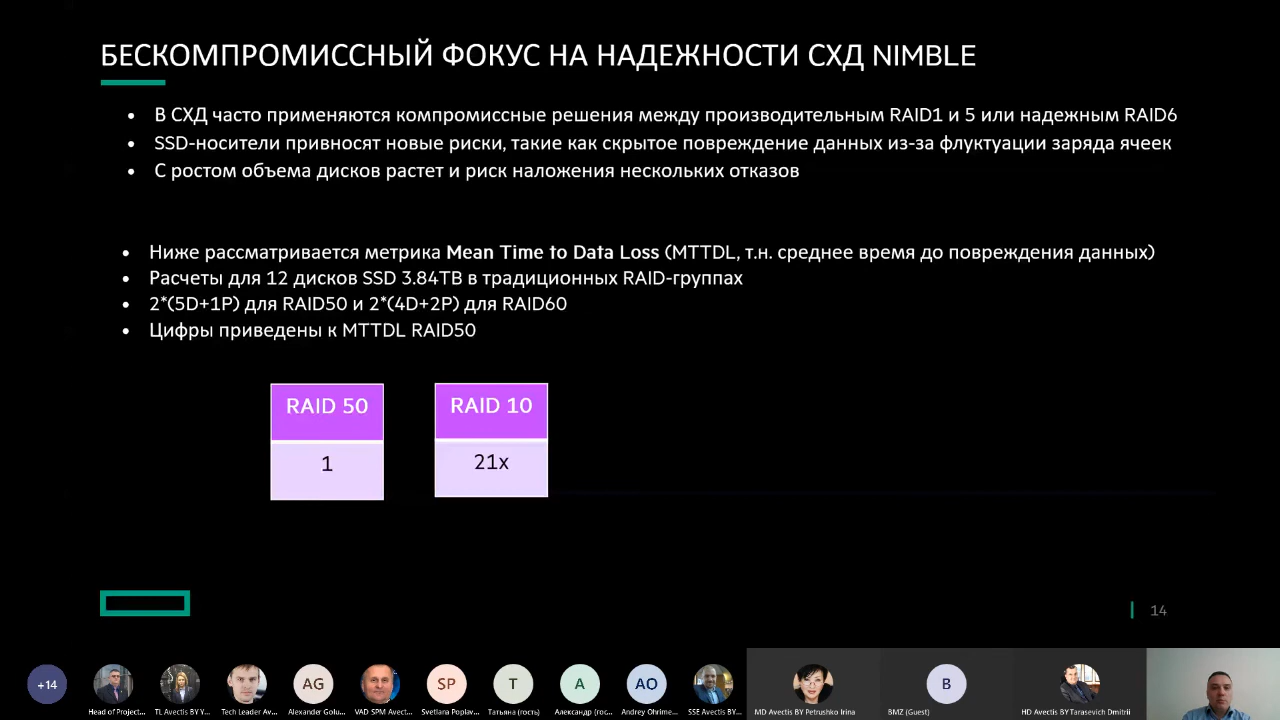 БЕСКОМПРОМИССНЫЙ ФОКУС НА НАДЕЖНОСТИ СХД NIMBLE
• В СХД часто применяются компромиссные решения между производительным RAID1 и 5 или надежным RAID6
• SSD-носители привносят новые риски, такие как скрытое повреждение данных из-за флуктуации заряда ячеек
• С ростом объема дисков растет и риск наложения нескольких отказов
• Ниже рассматривается метрика Mean Time to Data Loss (MTTDL, т.н. среднее время до повреждения данных)
• Расчеты для 12 дисков SSD 3.84TB в традиционных RAID-группах
• 2*(5D+1P) для RAID50 и 2*(4D+2P) для RAID60
• Цифры приведены к MTTDL RAID50
RAID 50 RAID 10
1 21x
14
+14 AG SP T A AO B
Head of Project... TL Avectis BY Y... Tech Leader Av... Alexander Golu... VAD SPM Avect... Svetlana Poplav... Татьяна (гость) Александр (гос... Andrey Ohrime... SSE Avectis BY... MD Avectis BY Petrushko Irina BMZ (Guest) HD Avectis BY Tarasevich Dmitrii